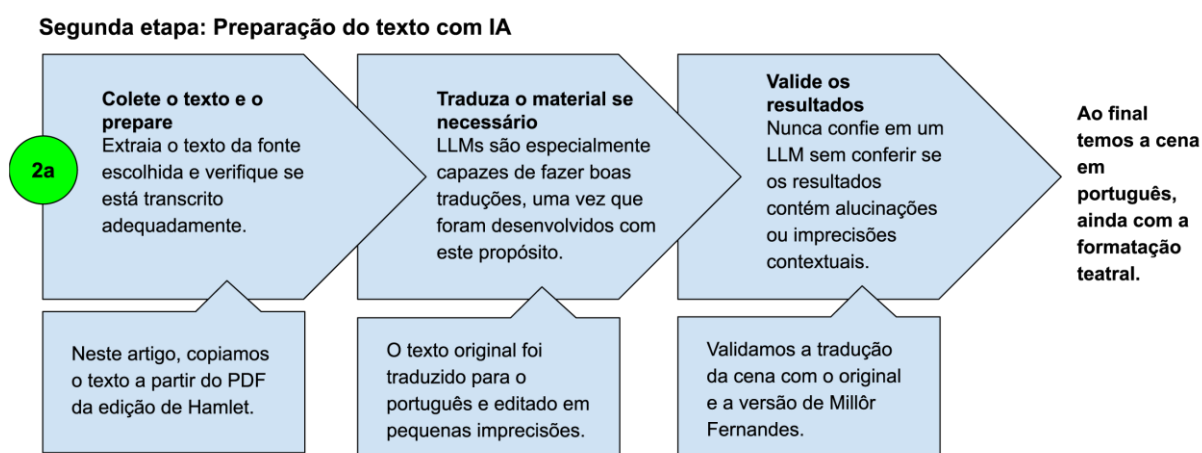 Segunda etapa: Preparação do texto com IA
2a
Colete o texto e o
prepare
Extraia o texto da fonte
escolhida e verifique se
está transcrito
adequadamente.
Traduza o material se
necessário
LLMs são especialmente
capazes de fazer boas
traduções, uma vez que
foram desenvolvidos com
este propósito.
Valide os
resultados
Nunca confie em um
LLM sem conferir se
os resultados
contém alucinações
ou imprecisões
contextuais.
Ao final
temos a cena
em
português,
ainda com a
formatação
teatral.
Neste artigo, copiamos
o texto a partir do PDF
da edição de Hamlet.
O texto original foi
traduzido para o
português e editado em
pequenas imprecisões.
Validamos a tradução
da cena com o original
e a versão de Millôr
Fernandes.